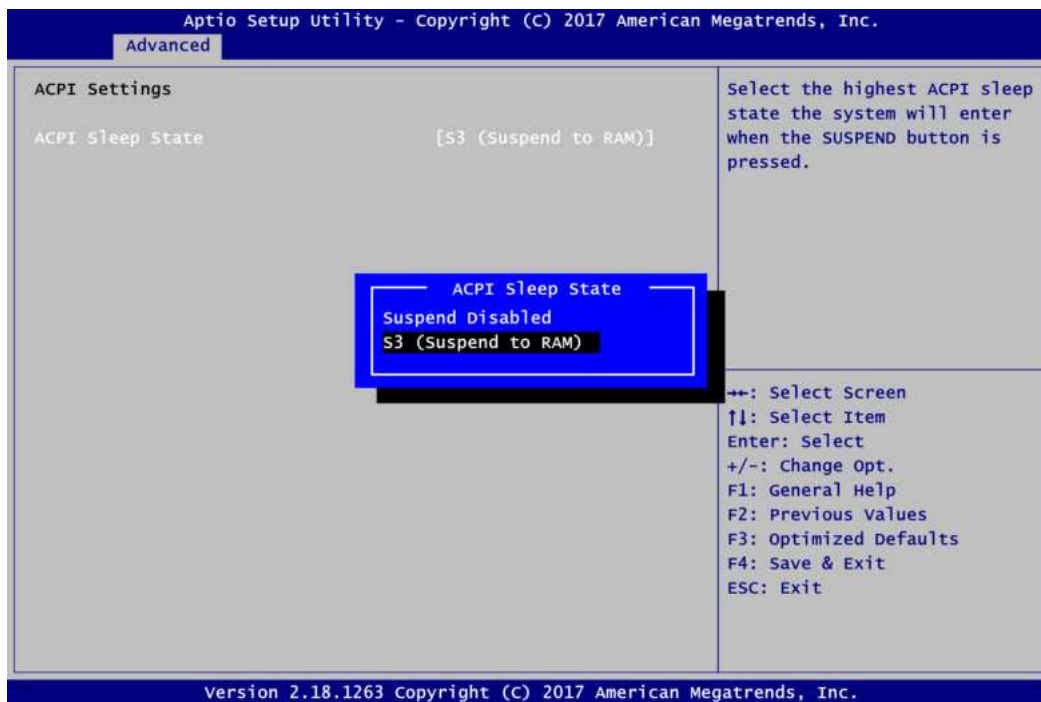 Aptio Setup Utility - Copyright (C) 2017 American Megatrends, Inc.
Advanced
ACPI Settings
ACPI Sleep State [S3 (Suspend to RAM)]
Select the highest ACPI sleep
state the system will enter
when the SUSPEND button is
pressed.
ACPI Sleep State
Suspend Disabled
S3 (Suspend to RAM)
→←: Select Screen
↑↓: Select Item
Enter: Select
+/-: Change Opt.
F1: General Help
F2: Previous Values
F3: Optimized Defaults
F4: Save & Exit
ESC: Exit
Version 2.18.1263 Copyright (C) 2017 American Megatrends, Inc.